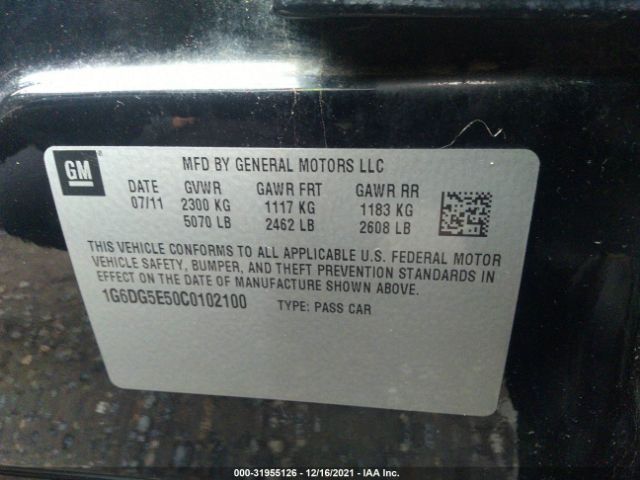 GM
MFD BY GENERAL MOTORS LLC
DATE GVWR GAWR FRT GAWR RR
07/11 2300 KG 1117 KG 1183 KG
5070 LB 2462 LB 2608 LB
THIS VEHICLE CONFORMS TO ALL APPLICABLE U.S. FEDERAL MOTOR
VEHICLE SAFETY, BUMPER, AND THEFT PREVENTION STANDARDS IN
EFFECT ON THE DATE OF MANUFACTURE SHOWN ABOVE.
1G6DG5E50C0102100 TYPE: PASS CAR
000-31955126 - 12/16/2021 - IAA Inc.